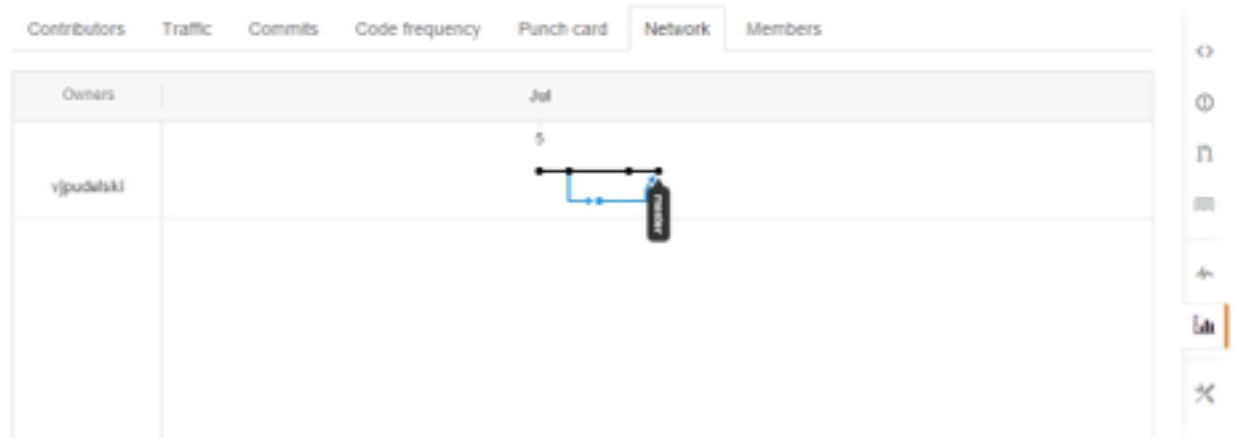 Contributors Traffic Commits Code frequency Punch card Network Members
Owners Jul
5
vjpudelski
master